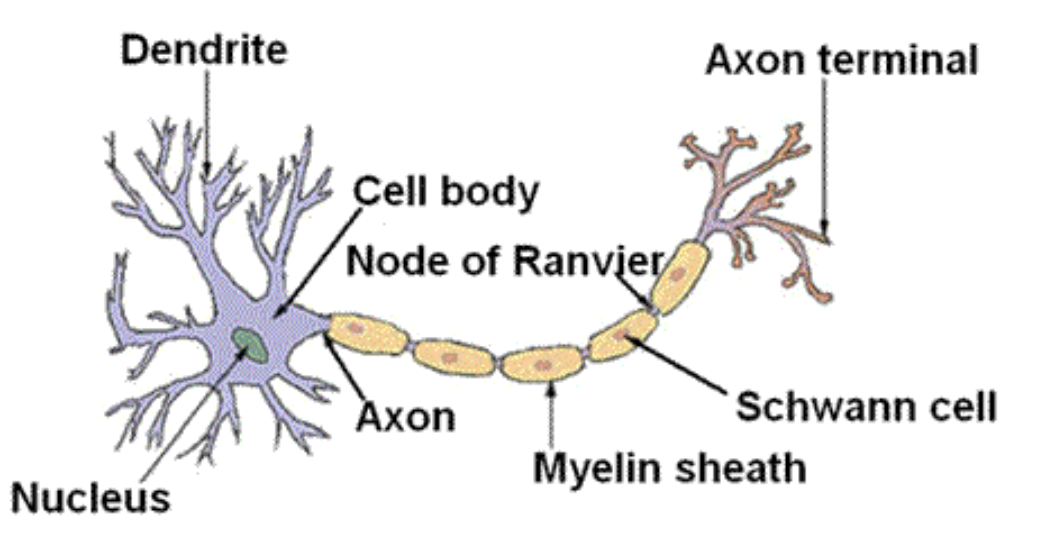 Dendrite
Axon terminal
Cell body
Node of Ranvier
Axon
Schwann cell
Myelin sheath
Nucleus